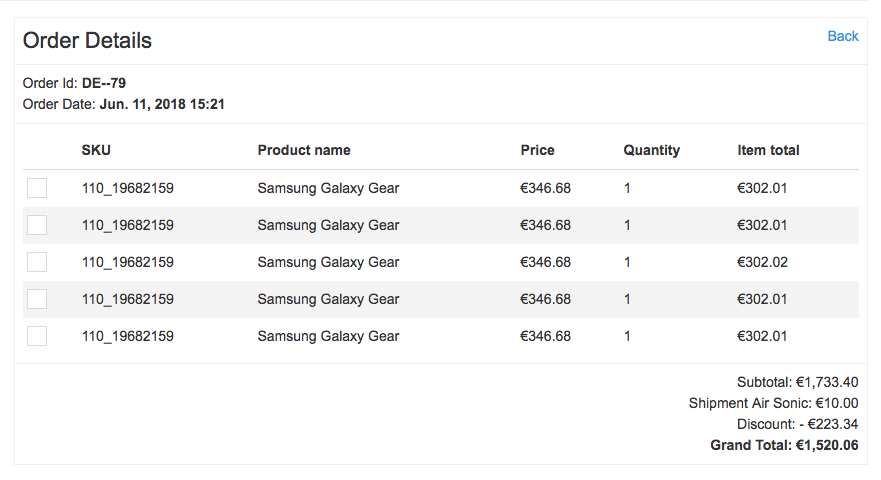 Order Details Back
Order Id: DE--79
Order Date: Jun. 11, 2018 15:21
SKU Product name Price Quantity Item total
110_19682159 Samsung Galaxy Gear €346.68 1 €302.01
110_19682159 Samsung Galaxy Gear €346.68 1 €302.01
110_19682159 Samsung Galaxy Gear €346.68 1 €302.02
110_19682159 Samsung Galaxy Gear €346.68 1 €302.01
110_19682159 Samsung Galaxy Gear €346.68 1 €302.01
Subtotal: €1,733.40
Shipment Air Sonic: €10.00
Discount: - €223.34
Grand Total: €1,520.06